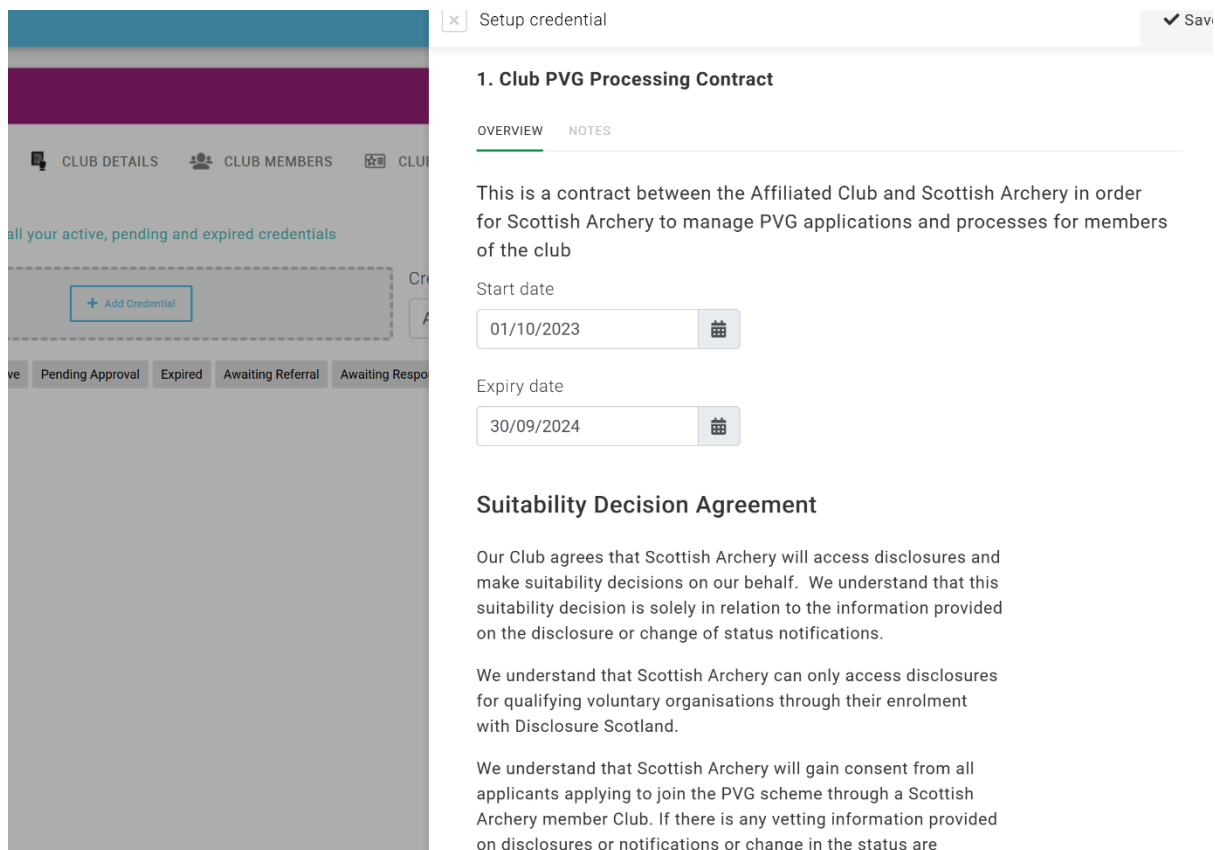 Setup credential
Save
1. Club PVG Processing Contract
OVERVIEW NOTES
CLUB DETAILS CLUB MEMBERS
This is a contract between the Affiliated Club and Scottish Archery in order
for Scottish Archery to manage PVG applications and processes for members
of the club
all your active, pending and expired credentials
+ Add Credential
Start date
01/10/2023
Pending Approval Expired Awaiting Referral Awaiting Respo
Expiry date
30/09/2024
Suitability Decision Agreement
Our Club agrees that Scottish Archery will access disclosures and
make suitability decisions on our behalf. We understand that this
suitability decision is solely in relation to the information provided
on the disclosure or change of status notifications.
We understand that Scottish Archery can only access disclosures
for qualifying voluntary organisations through their enrolment
with Disclosure Scotland.
We understand that Scottish Archery will gain consent from all
applicants applying to join the PVG scheme through a Scottish
Archery member Club. If there is any vetting information provided
on disclosures or notifications or change in the status are